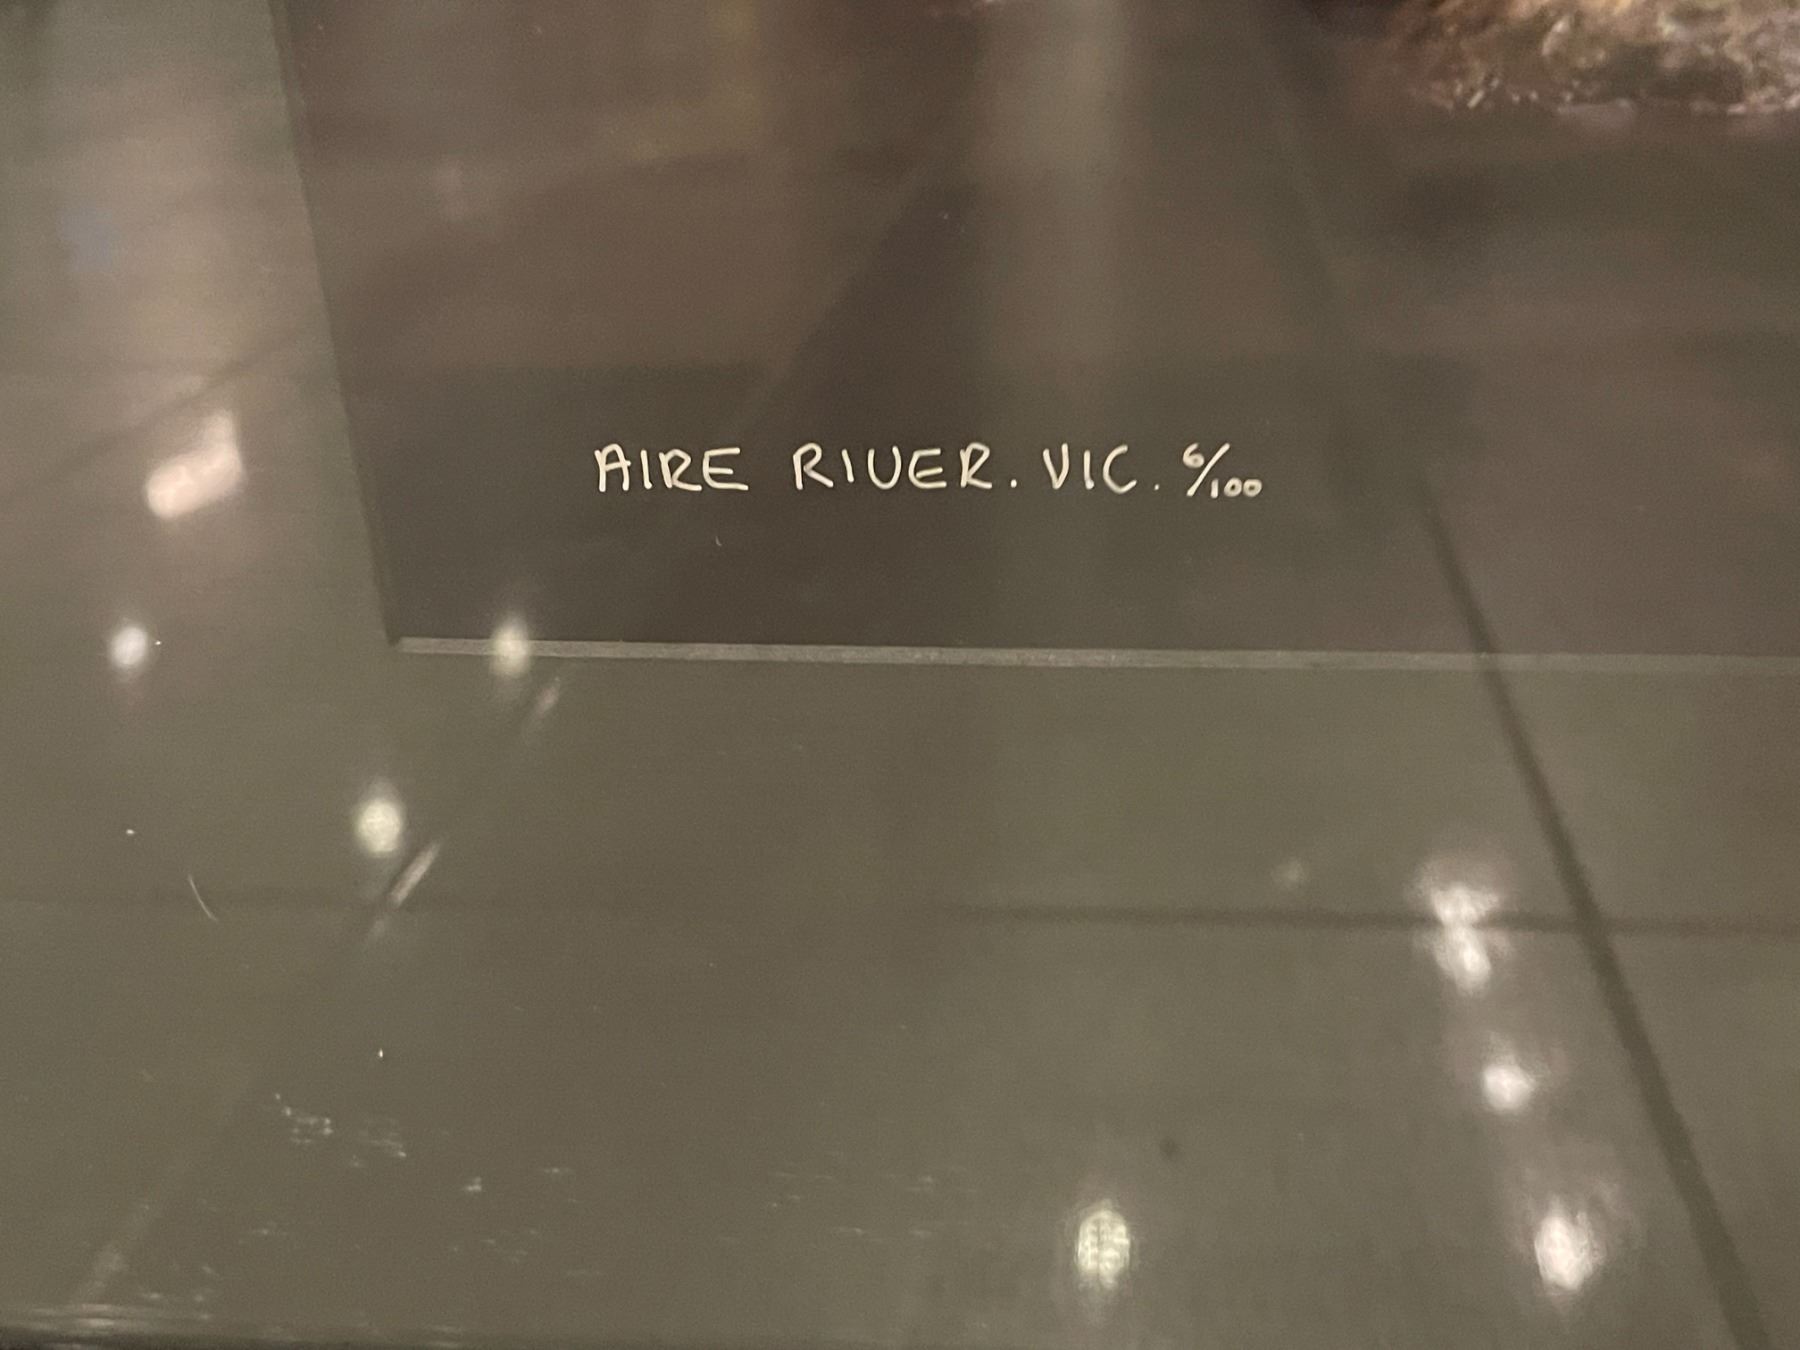 AIRE RIVER. VIC. 6/100